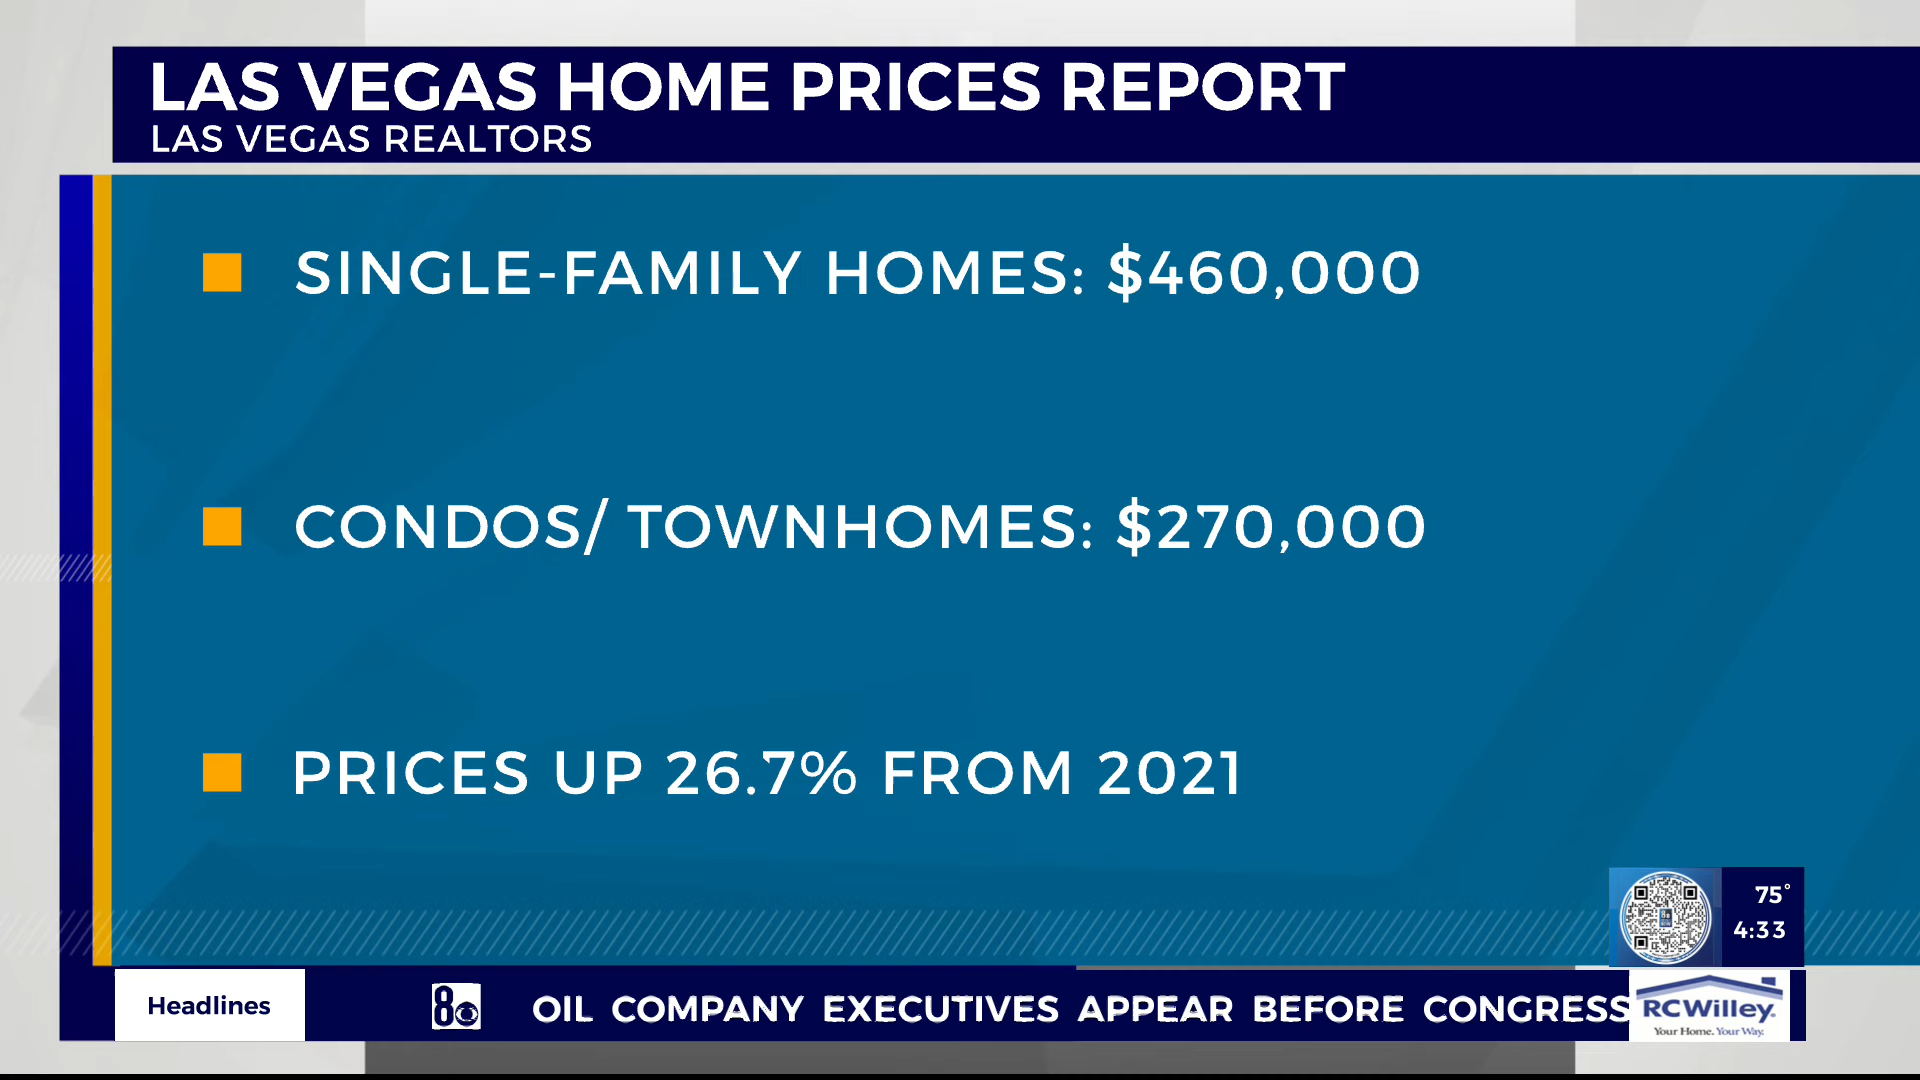 LAS VEGAS HOME PRICES REPORT
LAS VEGAS REALTORS
SINGLE-FAMILY HOMES: $460,000
CONDOS/ TOWNHOMES: $270,000
PRICES UP 26.7% FROM 2021
75°
4:33
Headlines
8
OIL COMPANY EXECUTIVES APPEAR BEFORE CONGRESS
RCWilley.
Your Home. Your Way.